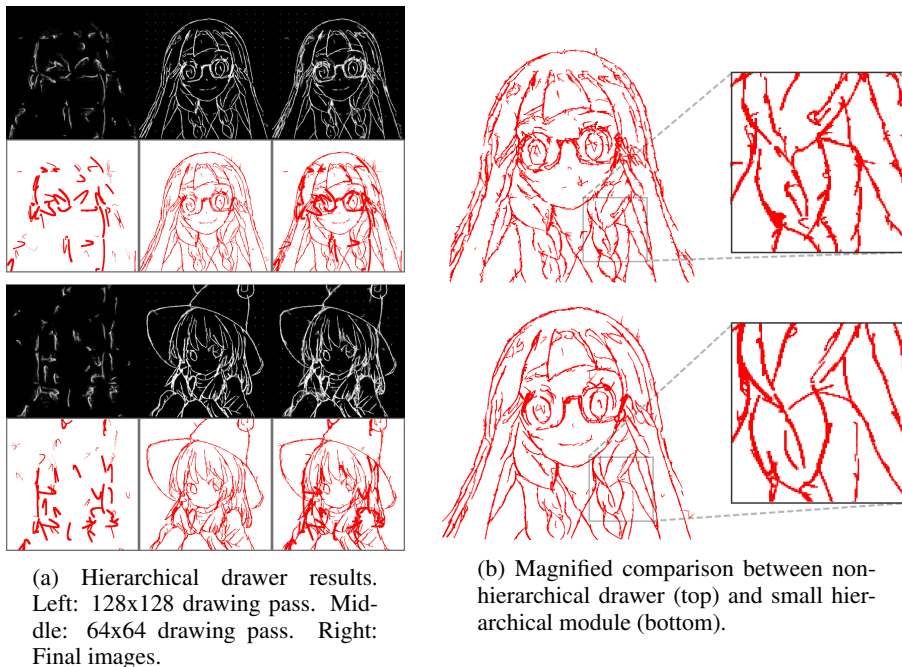 (a) Hierarchical drawer results.
Left: 128x128 drawing pass. Mid-
dle: 64x64 drawing pass. Right:
Final images.
(b) Magnified comparison between non-
hierarchical drawer (top) and small hier-
archical module (bottom).